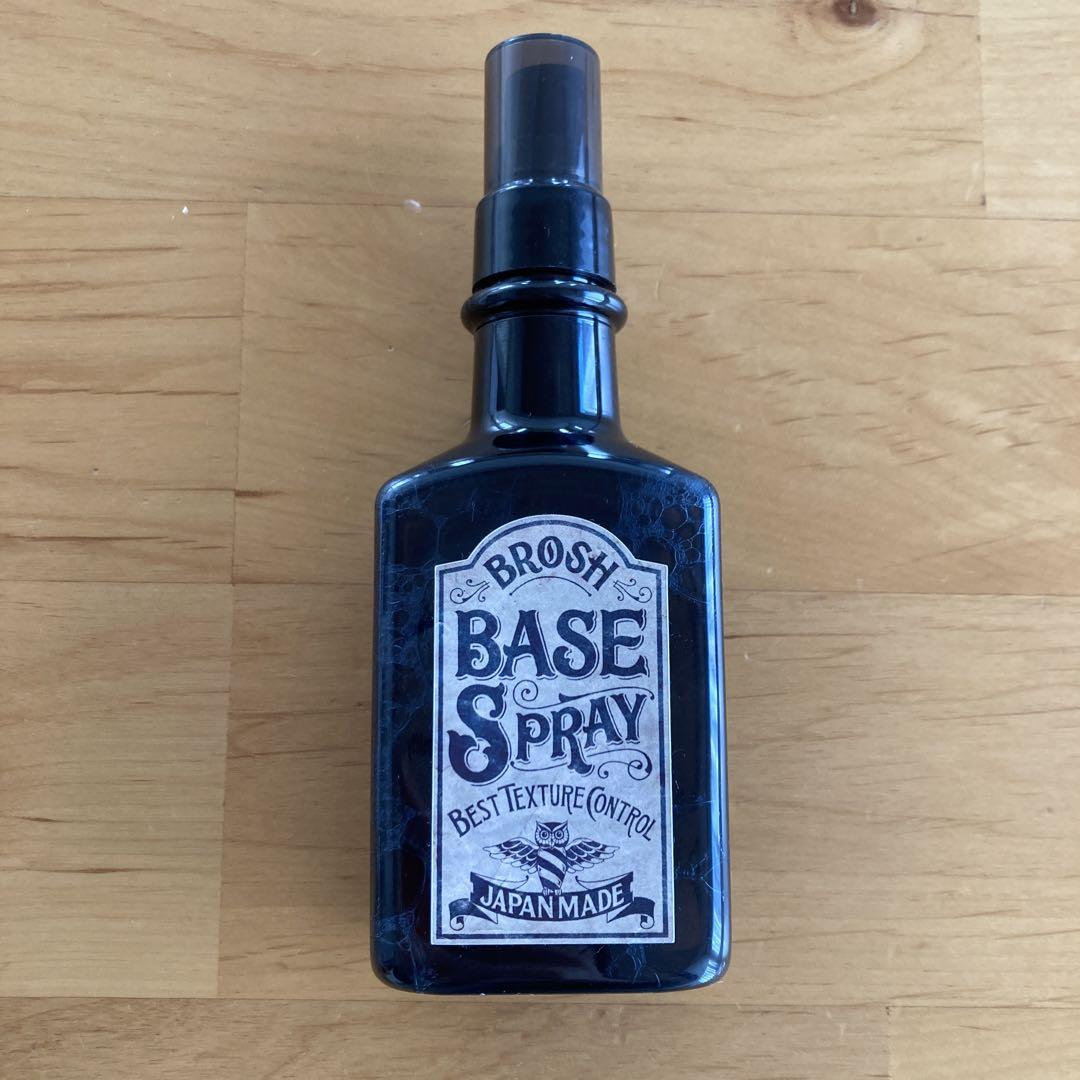 BROSH
BASE
SPRAY
BEST TEXTURE CONTROL
JAPAN MADE